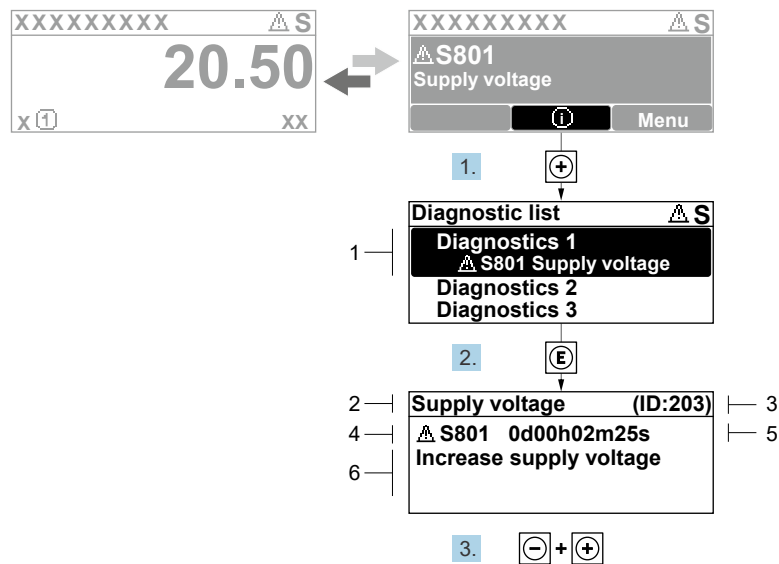 XXXXXXXXX ⚠ S
20.50
x ① xx
XXXXXXXXX ⚠ S
⚠ S801
Supply voltage
ⓘ Menu
1. +
Diagnostic list ⚠ S
1 Diagnostics 1
⚠ S801 Supply voltage
Diagnostics 2
Diagnostics 3
2. E
2 Supply voltage (ID:203) 3
4 ⚠ S801 0d00h02m25s 5
6 Increase supply voltage
3. - + +